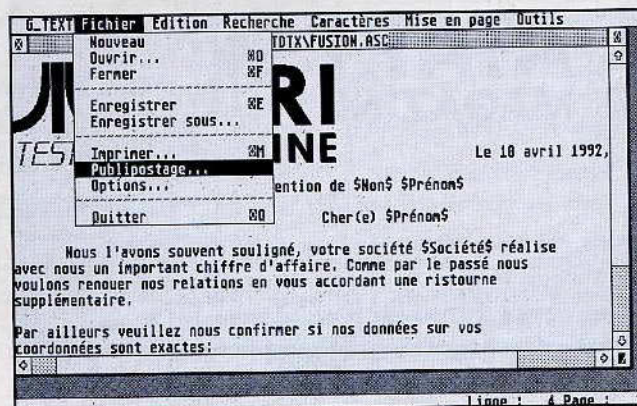 G_TEXT Fichier Edition Recherche Caractères Mise en page Outils
TDTX\FUSION.ASC
Nouveau
Ouvrir... O
Fermer F
Enregistrer E
Enregistrer sous...
Imprimer... M
Publipostage...
Options...
Quitter Q
RI
TES
INE
Le 18 avril 1992,
ention de $Nom$ $Prénom$
Cher(e) $Prénom$
Nous l'avons souvent souligné, votre société $Société$ réalise
avec nous un important chiffre d'affaire. Comme par le passé nous
voulons renouer nos relations en vous accordant une ristourne
supplémentaire.
Par ailleurs veuillez nous confirmer si nos données sur vos
coordonnées sont exactes:
Ligne : 4 Page :